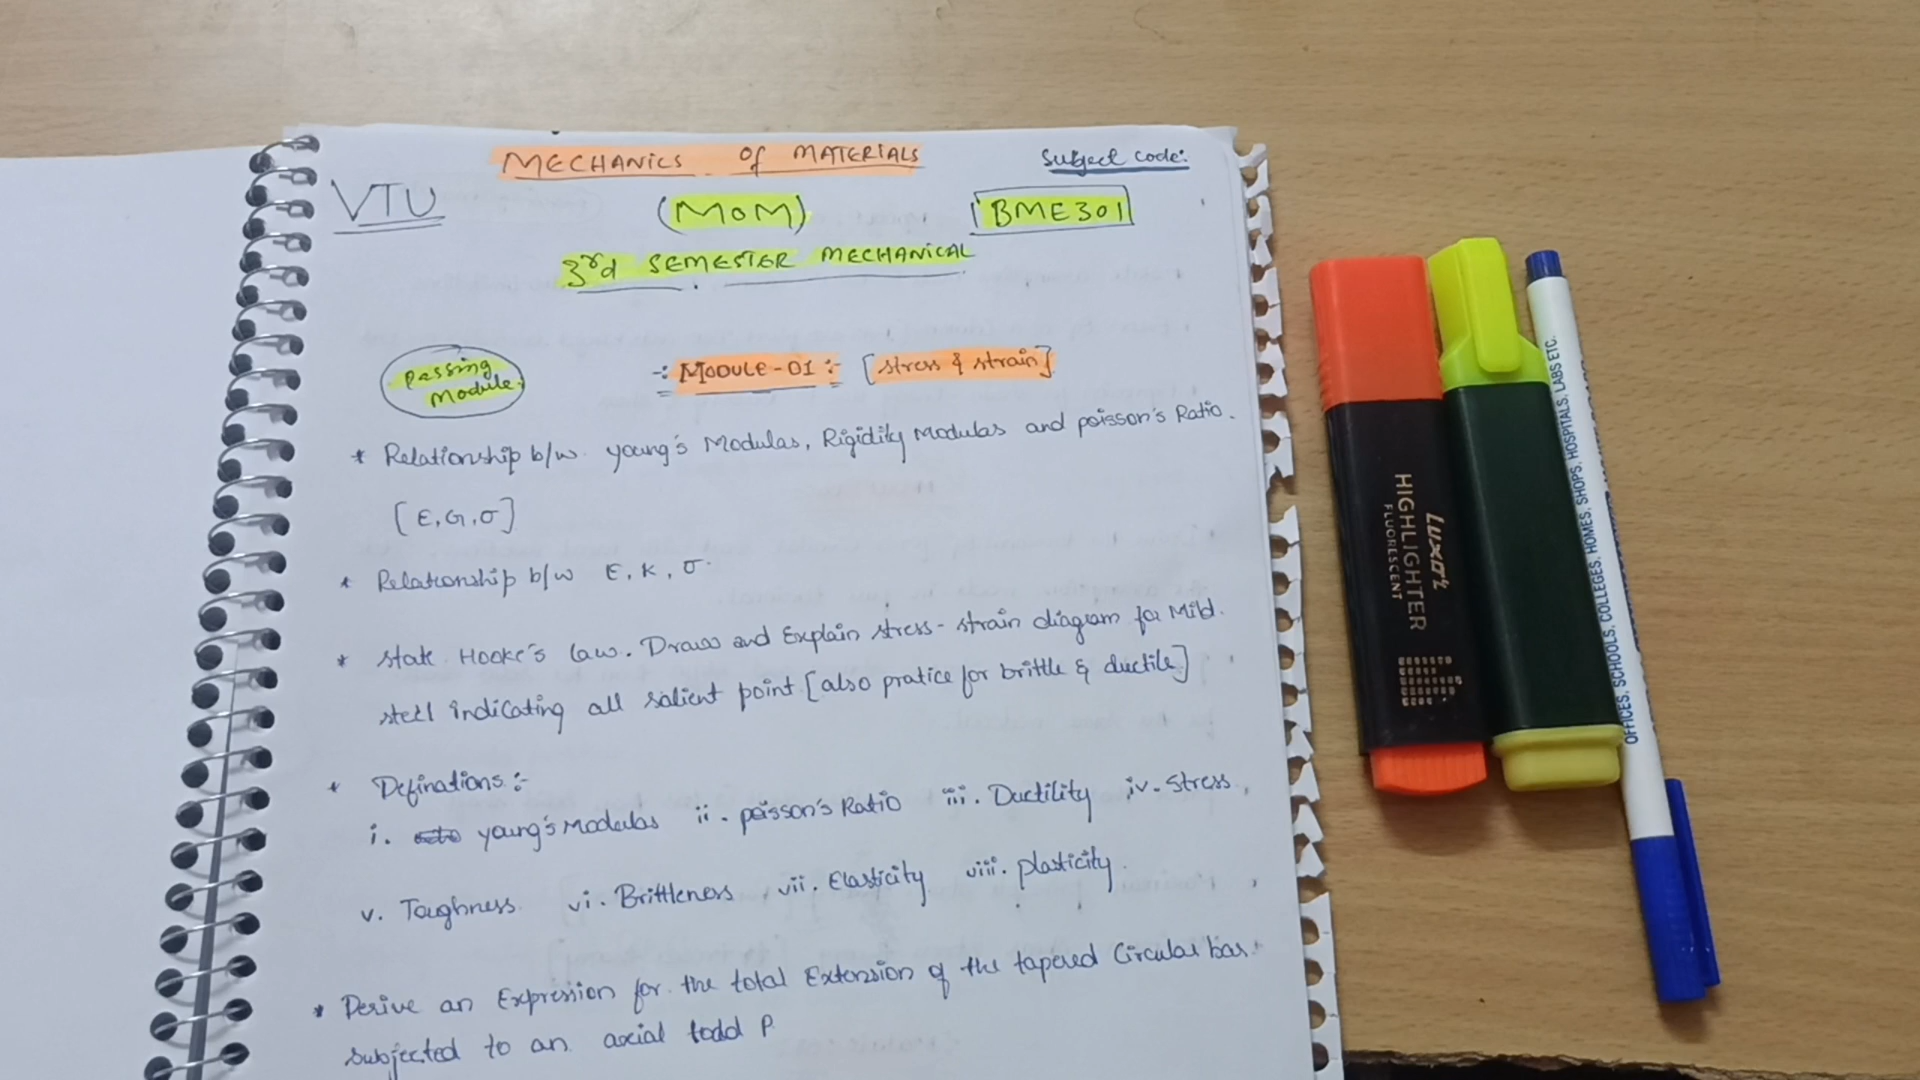 MECHANICS Of MATERIALS
Subject code:
VTU
(MOM)
BME301
3rd SEMESTER MECHANICAL
Passing
Module.
-: MODULE-01 :-
[stress & strain]
* Relationship b/w. young's Modulas, Rigidity Modulas and poisson's Ratio.
[E, G, σ]
* Relationship b/w E, K, σ.
* State Hooke's law. Draw and Explain stress-strain diagram for Mild.
steel indicating all salient point [also pratice for brittle & ductile]
* Definations :-
i. young's Modulas ii. poisson's Ratio iii. Ductility iv. stress.
v. Toughness. vi. Brittleness vii. Elasticity viii. plasticity.
* Derive an Expression for the total Extension of the tapered Circular bar.
subjected to an axial load P
Luxor
HIGHLIGHTER
FLUORESCENT
OFFICES, SCHOOLS, COLLEGES, HOMES, SHOPS, HOSPITALS, LABS ETC.